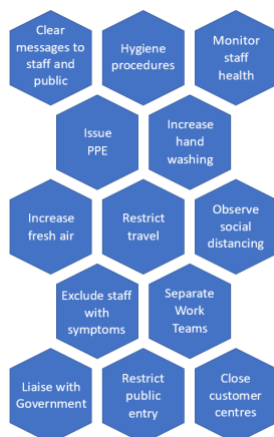 Clear
messages to
staff and
public
Hygiene
procedures
Monitor
staff
health
Issue
PPE
Increase
hand
washing
Increase
fresh air
Restrict
travel
Observe
social
distancing
Exclude staff
with
symptoms
Separate
Work
Teams
Liaise with
Government
Restrict
public
entry
Close
customer
centres